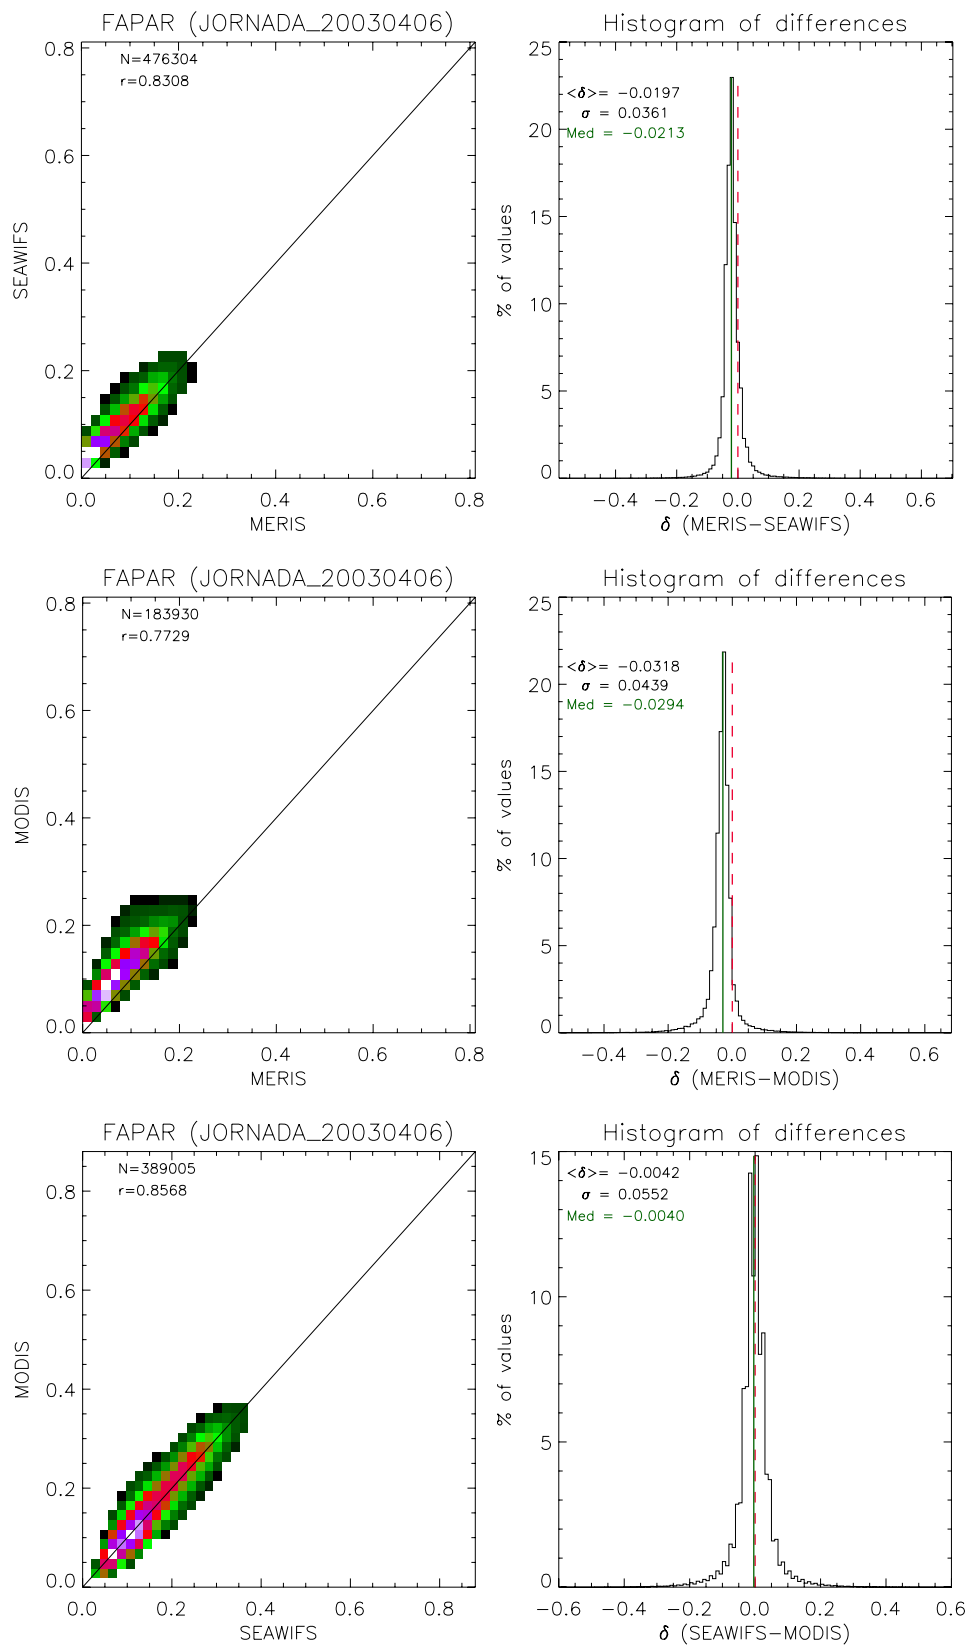 FAPAR (JORNADA_20030406)
N=476304
r=0.8308
0.8
0.6
0.4
0.2
0.0
SEAWIFS
0.0 0.2 0.4 0.6 0.8
MERIS
Histogram of differences
<δ>= −0.0197
σ = 0.0361
Med = −0.0213
25
20
15
10
5
0
% of values
−0.4 −0.2 0.0 0.2 0.4 0.6
δ (MERIS−SEAWIFS)
FAPAR (JORNADA_20030406)
N=183930
r=0.7729
0.8
0.6
0.4
0.2
0.0
MODIS
0.0 0.2 0.4 0.6 0.8
MERIS
Histogram of differences
<δ>= −0.0318
σ = 0.0439
Med = −0.0294
25
20
15
10
5
0
% of values
−0.4 −0.2 0.0 0.2 0.4 0.6
δ (MERIS−MODIS)
FAPAR (JORNADA_20030406)
N=389005
r=0.8568
0.8
0.6
0.4
0.2
0.0
MODIS
0.0 0.2 0.4 0.6 0.8
SEAWIFS
Histogram of differences
<δ>= −0.0042
σ = 0.0552
Med = −0.0040
15
10
5
0
% of values
−0.6 −0.4 −0.2 0.0 0.2 0.4 0.6
δ (SEAWIFS−MODIS)